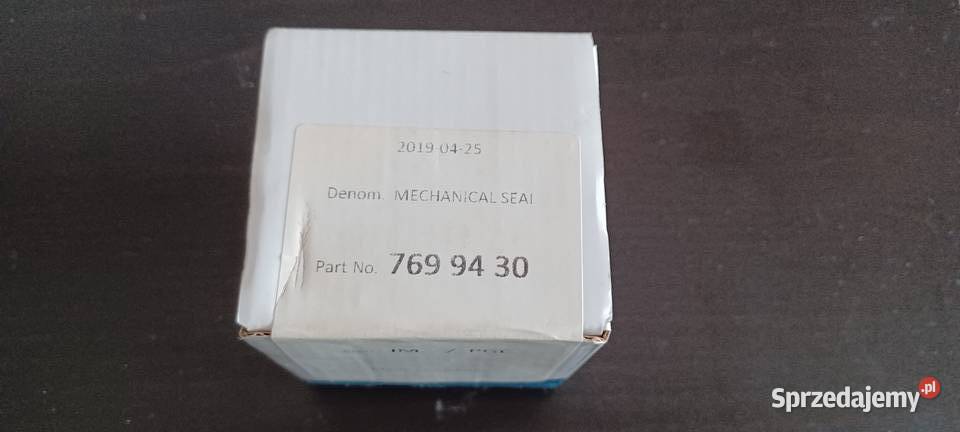 2019-04-25
Denom. MECHANICAL SEAL
Part No. 769 94 30
Sprzedajemy.pl